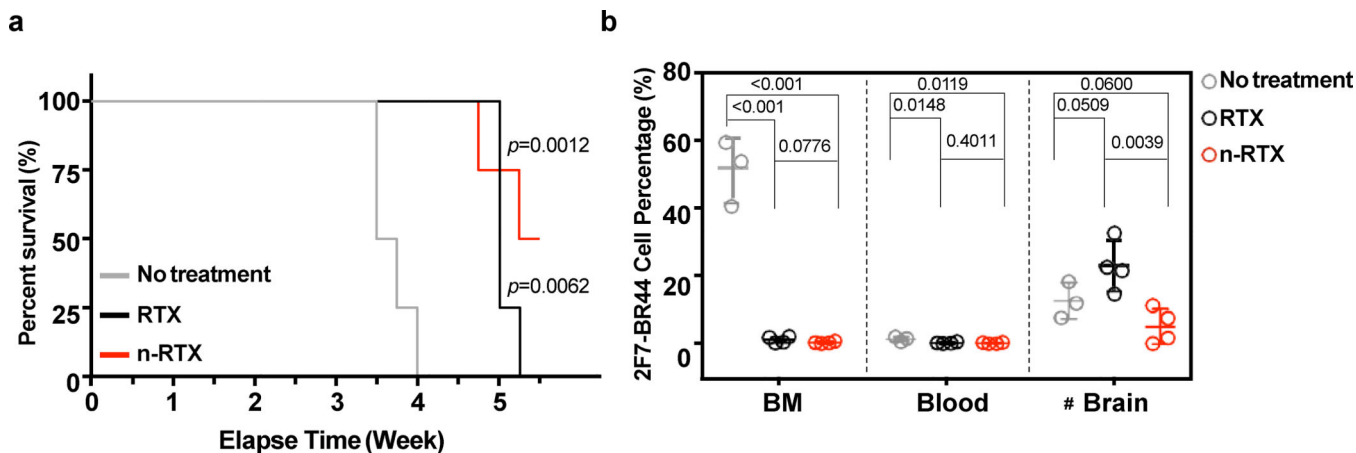 a
Percent survival (%)
100
75
50
25
0
0 1 2 3 4 5
Elapse Time (Week)
No treatment
RTX
n-RTX
p=0.0012
p=0.0062
b
2F7-BR44 Cell Percentage (%)
80
60
40
20
0
<0.001
<0.001
0.0776
0.0119
0.0148
0.4011
0.0600
0.0509
0.0039
BM Blood # Brain
No treatment
RTX
n-RTX